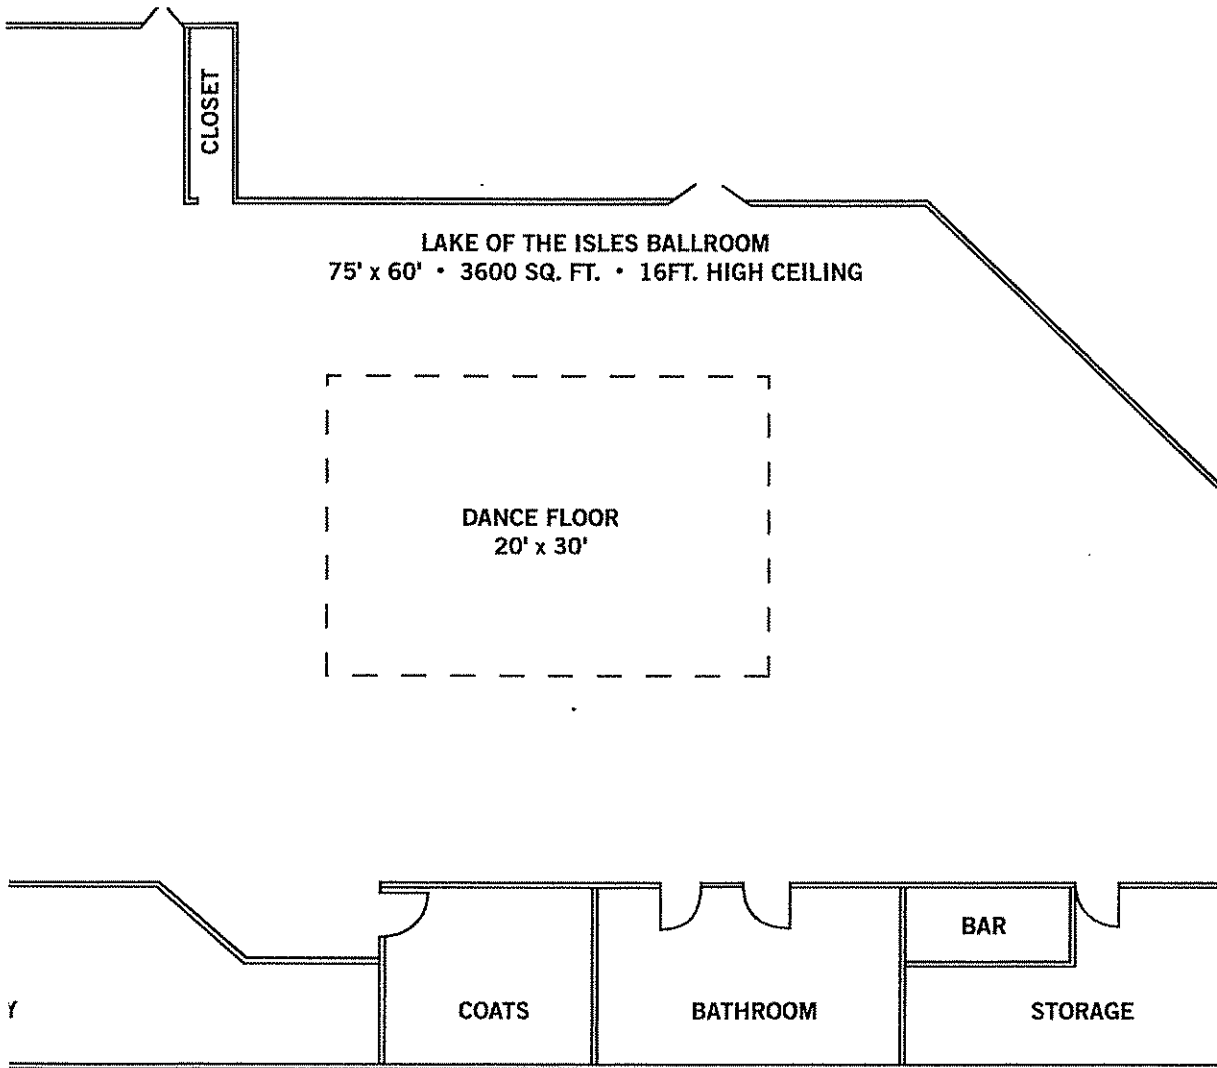 CLOSET
LAKE OF THE ISLES BALLROOM
75' x 60' • 3600 SQ. FT. • 16FT. HIGH CEILING
DANCE FLOOR
20' x 30'
BAR
Y
COATS
BATHROOM
STORAGE